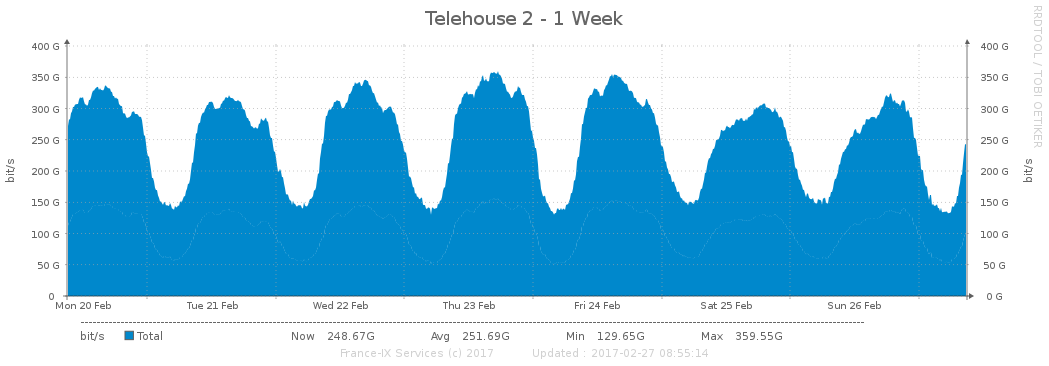 Telehouse 2 - 1 Week
RRDTOOL / TOBI OETIKER
400 G 400 G
350 G 350 G
300 G 300 G
250 G 250 G
200 G 200 G
150 G 150 G
100 G 100 G
50 G 50 G
0 0 G
bit/s bit/s
Mon 20 Feb Tue 21 Feb Wed 22 Feb Thu 23 Feb Fri 24 Feb Sat 25 Feb Sun 26 Feb
bit/s Total Now 248.67G Avg 251.69G Min 129.65G Max 359.55G
France-IX Services (c) 2017 Updated : 2017-02-27 08:55:14